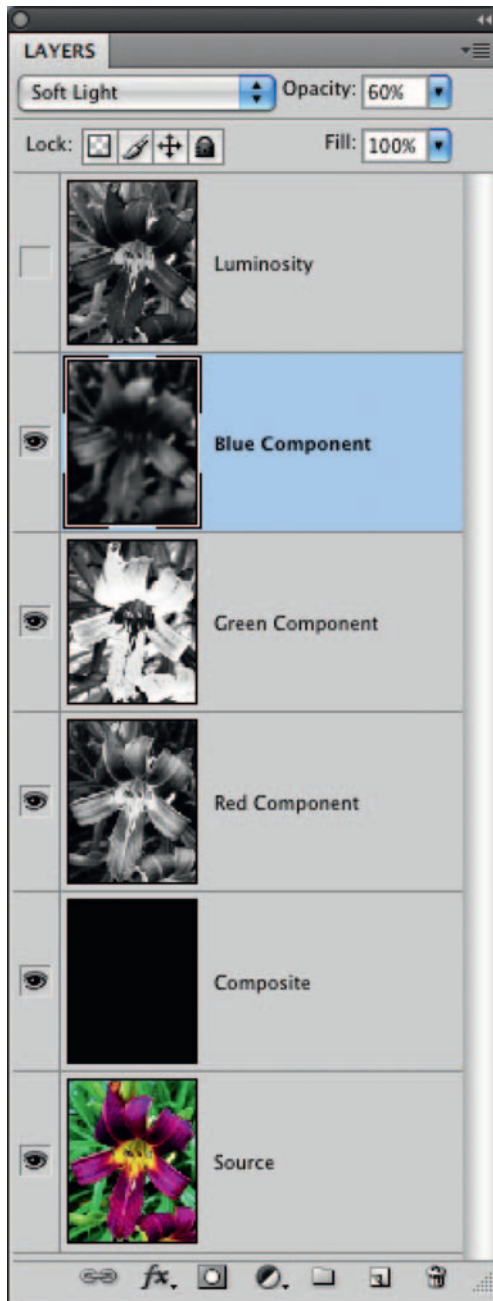 LAYERS
Soft Light Opacity: 60%
Lock: Fill: 100%
Luminosity
Blue Component
Green Component
Red Component
Composite
Source
fx.